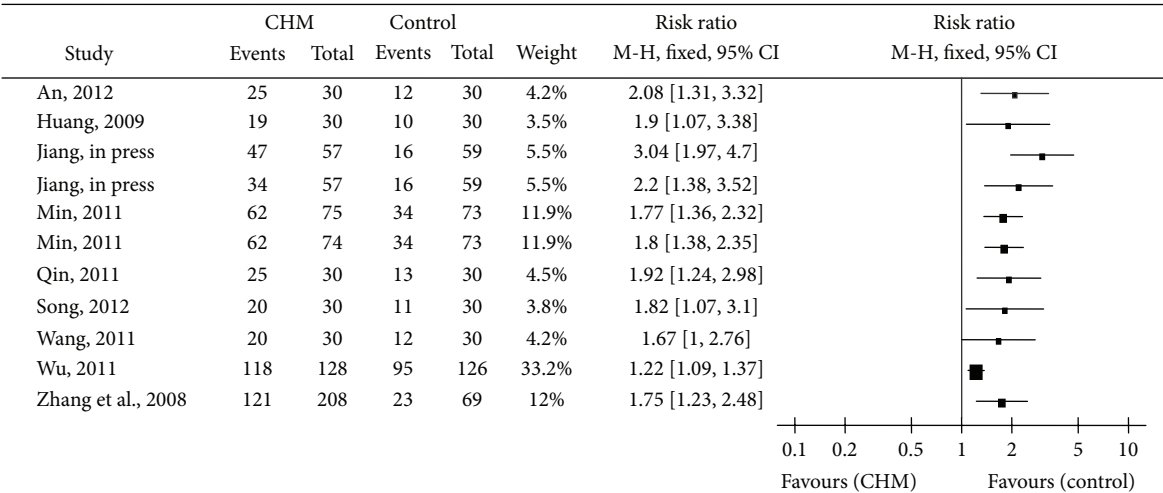 CHM Control Risk ratio Risk ratio
Study Events Total Events Total Weight M-H, fixed, 95% CI M-H, fixed, 95% CI
An, 2012 25 30 12 30 4.2% 2.08 [1.31, 3.32]
Huang, 2009 19 30 10 30 3.5% 1.9 [1.07, 3.38]
Jiang, in press 47 57 16 59 5.5% 3.04 [1.97, 4.7]
Jiang, in press 34 57 16 59 5.5% 2.2 [1.38, 3.52]
Min, 2011 62 75 34 73 11.9% 1.77 [1.36, 2.32]
Min, 2011 62 74 34 73 11.9% 1.8 [1.38, 2.35]
Qin, 2011 25 30 13 30 4.5% 1.92 [1.24, 2.98]
Song, 2012 20 30 11 30 3.8% 1.82 [1.07, 3.1]
Wang, 2011 20 30 12 30 4.2% 1.67 [1, 2.76]
Wu, 2011 118 128 95 126 33.2% 1.22 [1.09, 1.37]
Zhang et al., 2008 121 208 23 69 12% 1.75 [1.23, 2.48]
0.1 0.2 0.5 1 2 5 10
Favours (CHM) Favours (control)